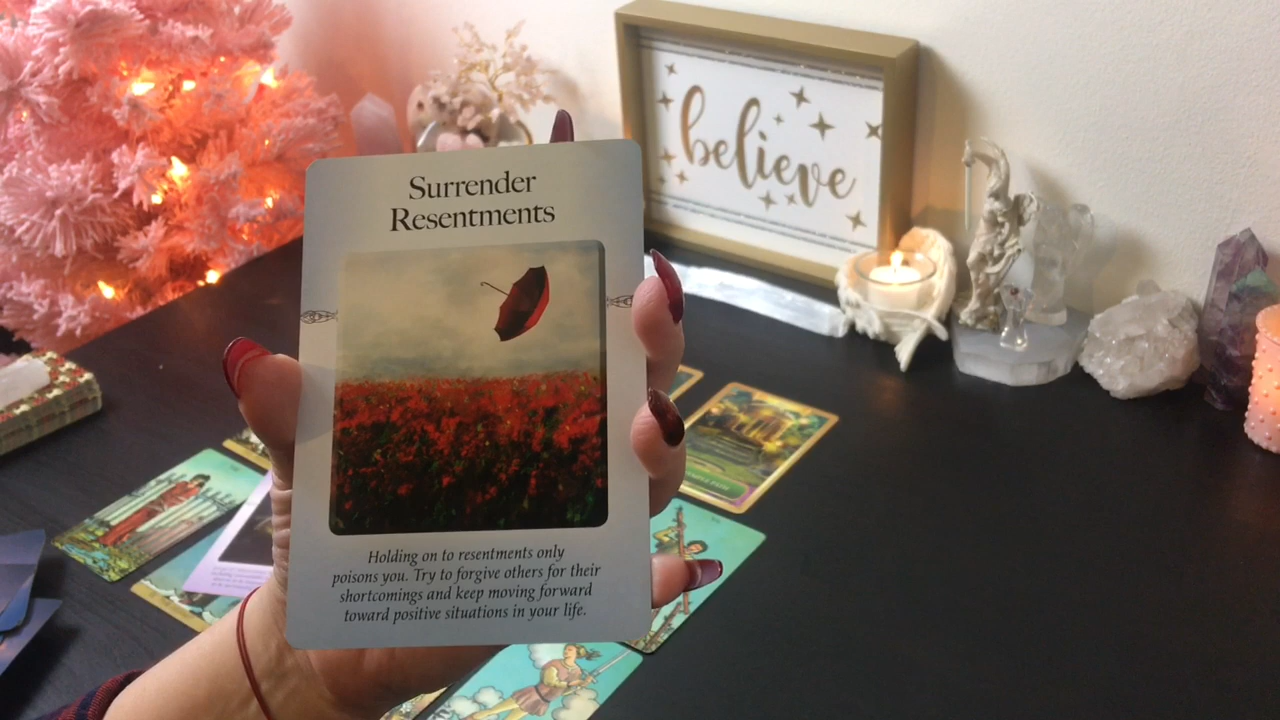 Surrender
Resentments
Holding on to resentments only
poisons you. Try to forgive others for their
shortcomings and keep moving forward
toward positive situations in your life.
believe